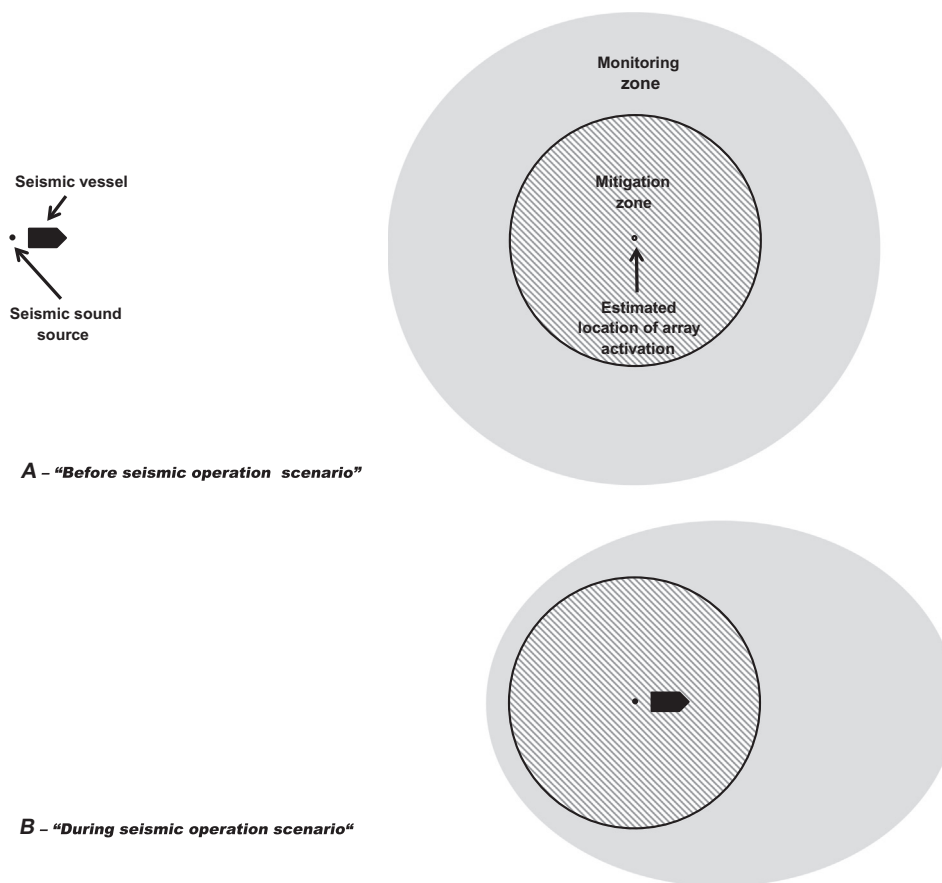 Monitoring
zone
Seismic vessel
Mitigation
zone
Seismic sound
source
Estimated
location of array
activation
A – “Before seismic operation  scenario”
B – “During seismic operation scenario“